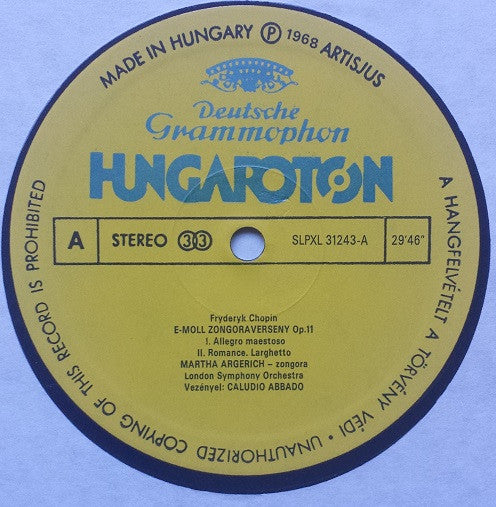 MADE IN HUNGARY Ⓟ 1968 ARTISJUS
Deutsche
Grammophon
HUNGAROTON
A STEREO 33 SLPXL 31243-A 29'46"
Fryderyk Chopin
E-MOLL ZONGORAVERSENY Op.11
I. Allegro maestoso
II. Romance. Larghetto
MARTHA ARGERICH – zongora
London Symphony Orchestra
Vezényel: CALUDIO ABBADO
A HANGFELVÉTELT A TÖRVÉNY VÉDI • UNAUTHORIZED COPYING OF THIS RECORD IS PROHIBITED